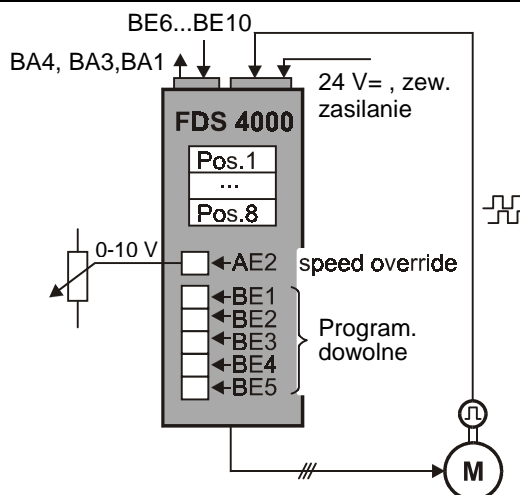 BE6...BE10
BA4, BA3,BA1
24 V= , zew.
zasilanie
FDS 4000
Pos.1
...
Pos.8
0-10 V
AE2 speed override
BE1
BE2
BE3
BE4
BE5
Program.
dowolne
M